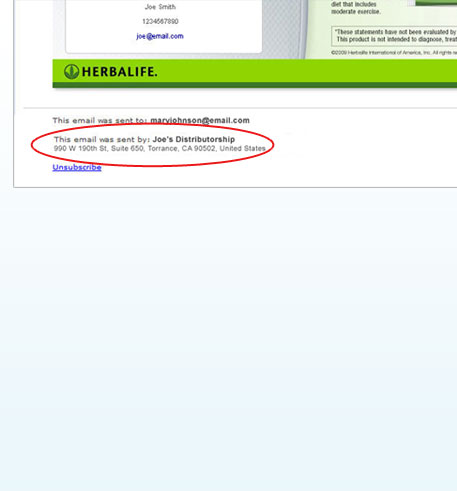 Joe Smith
1234567890
joe@email.com
diet that includes
moderate exercise.
"These statements have not been evaluated by
This product is not intended to diagnose, treat
©2009 Herbalife International of America, Inc. All rights
HERBALIFE.
This email was sent to: maryjohnson@email.com
This email was sent by: Joe's Distributorship
990 W 190th St, Suite 650, Torrance, CA 90502, United States
Unsubscribe